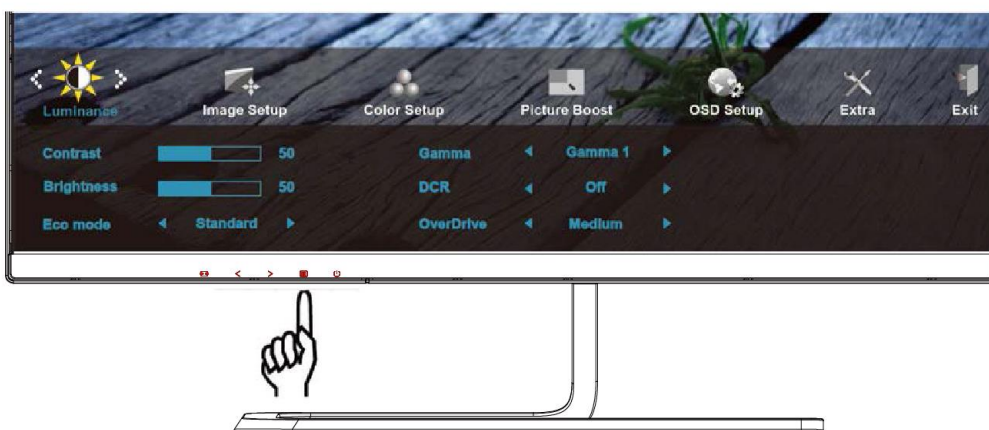 Luminance Image Setup Color Setup Picture Boost OSD Setup Extra Exit
Contrast 50 Gamma Gamma 1
Brightness 50 DCR Off
Eco mode Standard OverDrive Medium